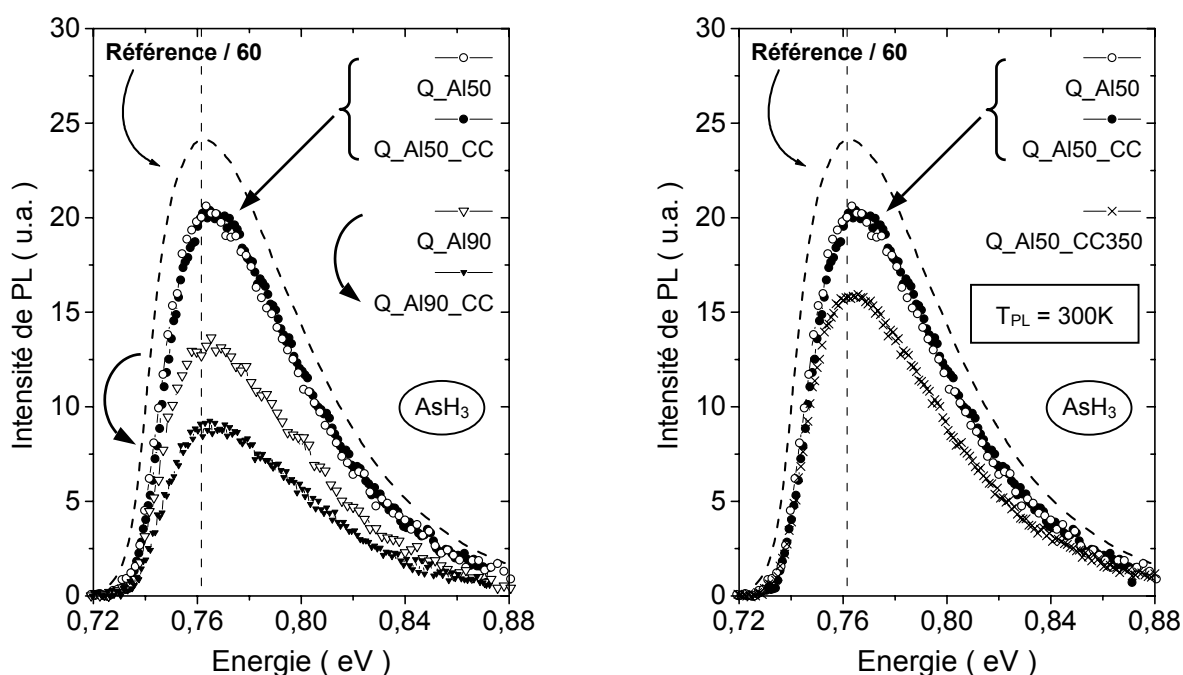 30
25
20
15
10
5
0
Intensité de PL ( u.a. )
Référence / 60
Q_Al50
Q_Al50_CC
Q_Al90
Q_Al90_CC
AsH₃
0,72 0,76 0,80 0,84 0,88
Energie ( eV )
30
25
20
15
10
5
0
Intensité de PL ( u.a. )
Référence / 60
Q_Al50
Q_Al50_CC
Q_Al50_CC350
T_PL = 300K
AsH₃
0,72 0,76 0,80 0,84 0,88
Energie ( eV )